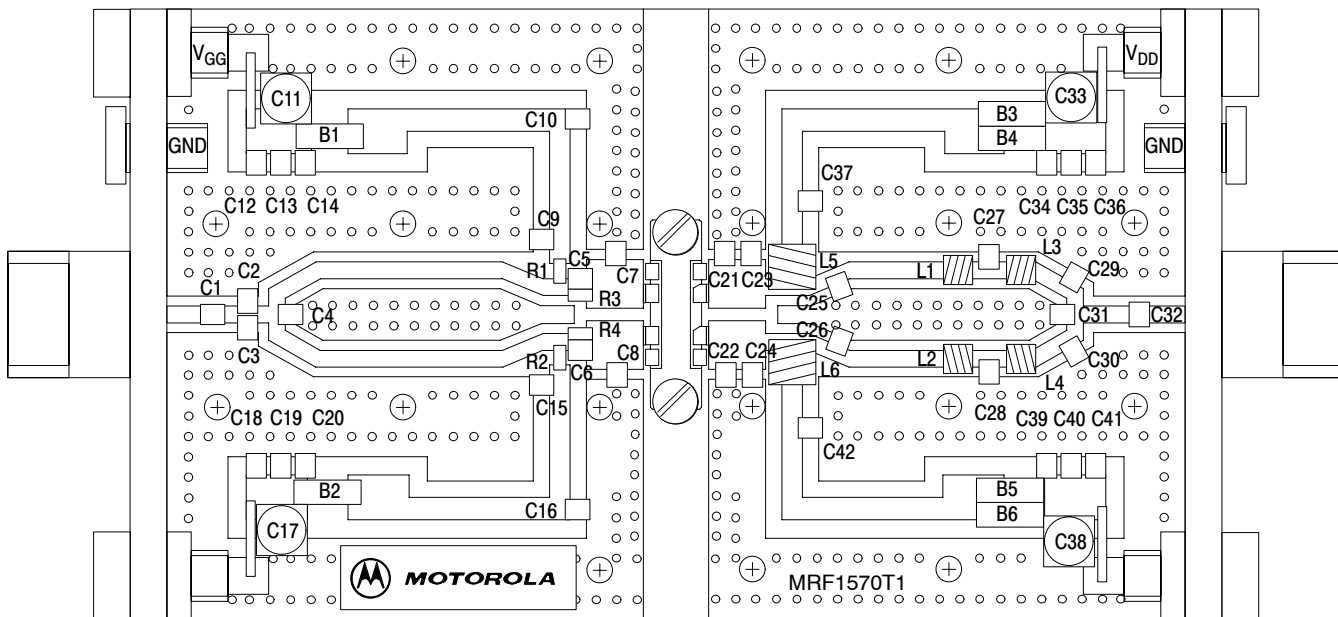 VGG
VDD
C11
C33
B1
B3
B4
C10
GND
GND
C37
C12 C13 C14
C34 C35 C36
C9
C27
L3
C2
R1
C5
C7
C21 C23
L5
L1
C29
C1
R3
C25
C4
C31
C32
R4
C26
C3
R2
C8
C22 C24
L2
C30
C6
L6
L4
C15
C18 C19 C20
C28
C39 C40 C41
C42
B2
B5
C16
B6
C17
C38
MOTOROLA
MRF1570T1